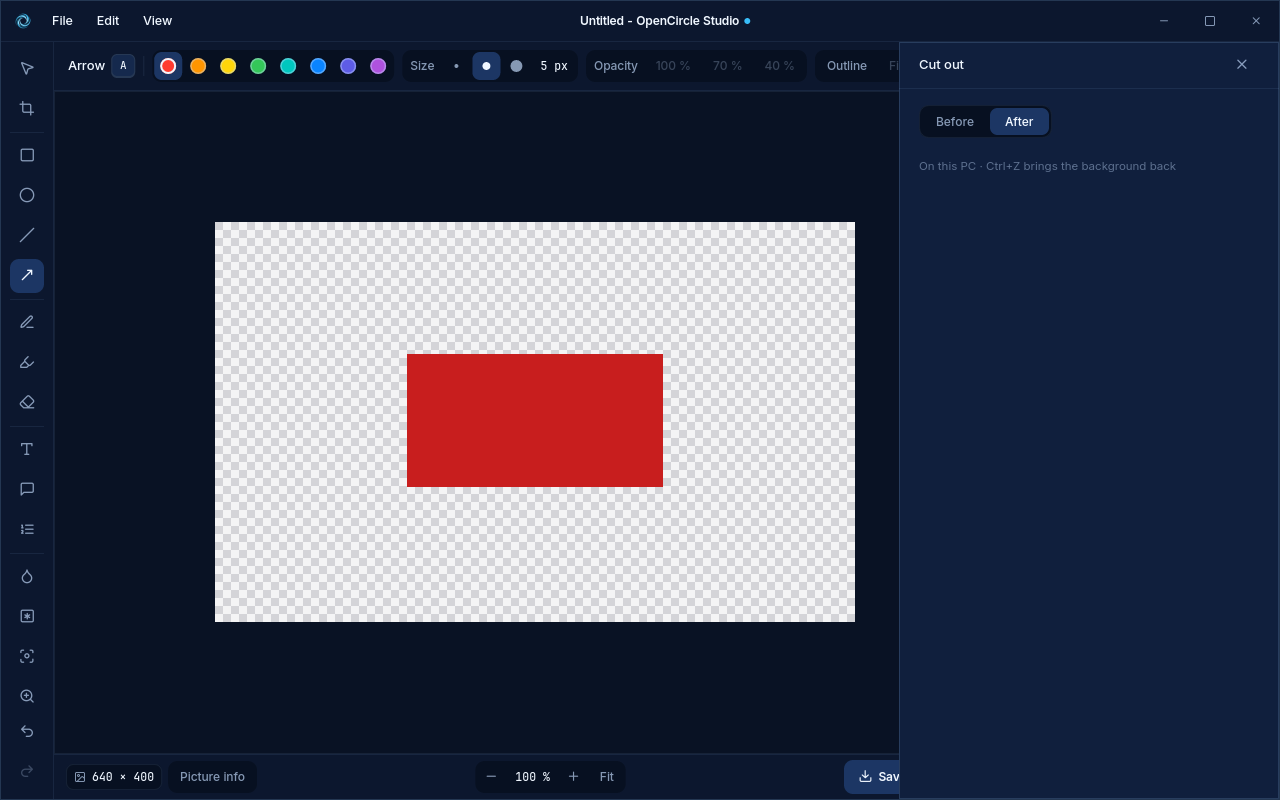 File Edit View
Untitled - OpenCircle Studio
Arrow A
Size 5 px
Opacity 100 % 70 % 40 %
Outline
Cut out
Before After
On this PC · Ctrl+Z brings the background back
640 × 400
Picture info
100 %
Fit